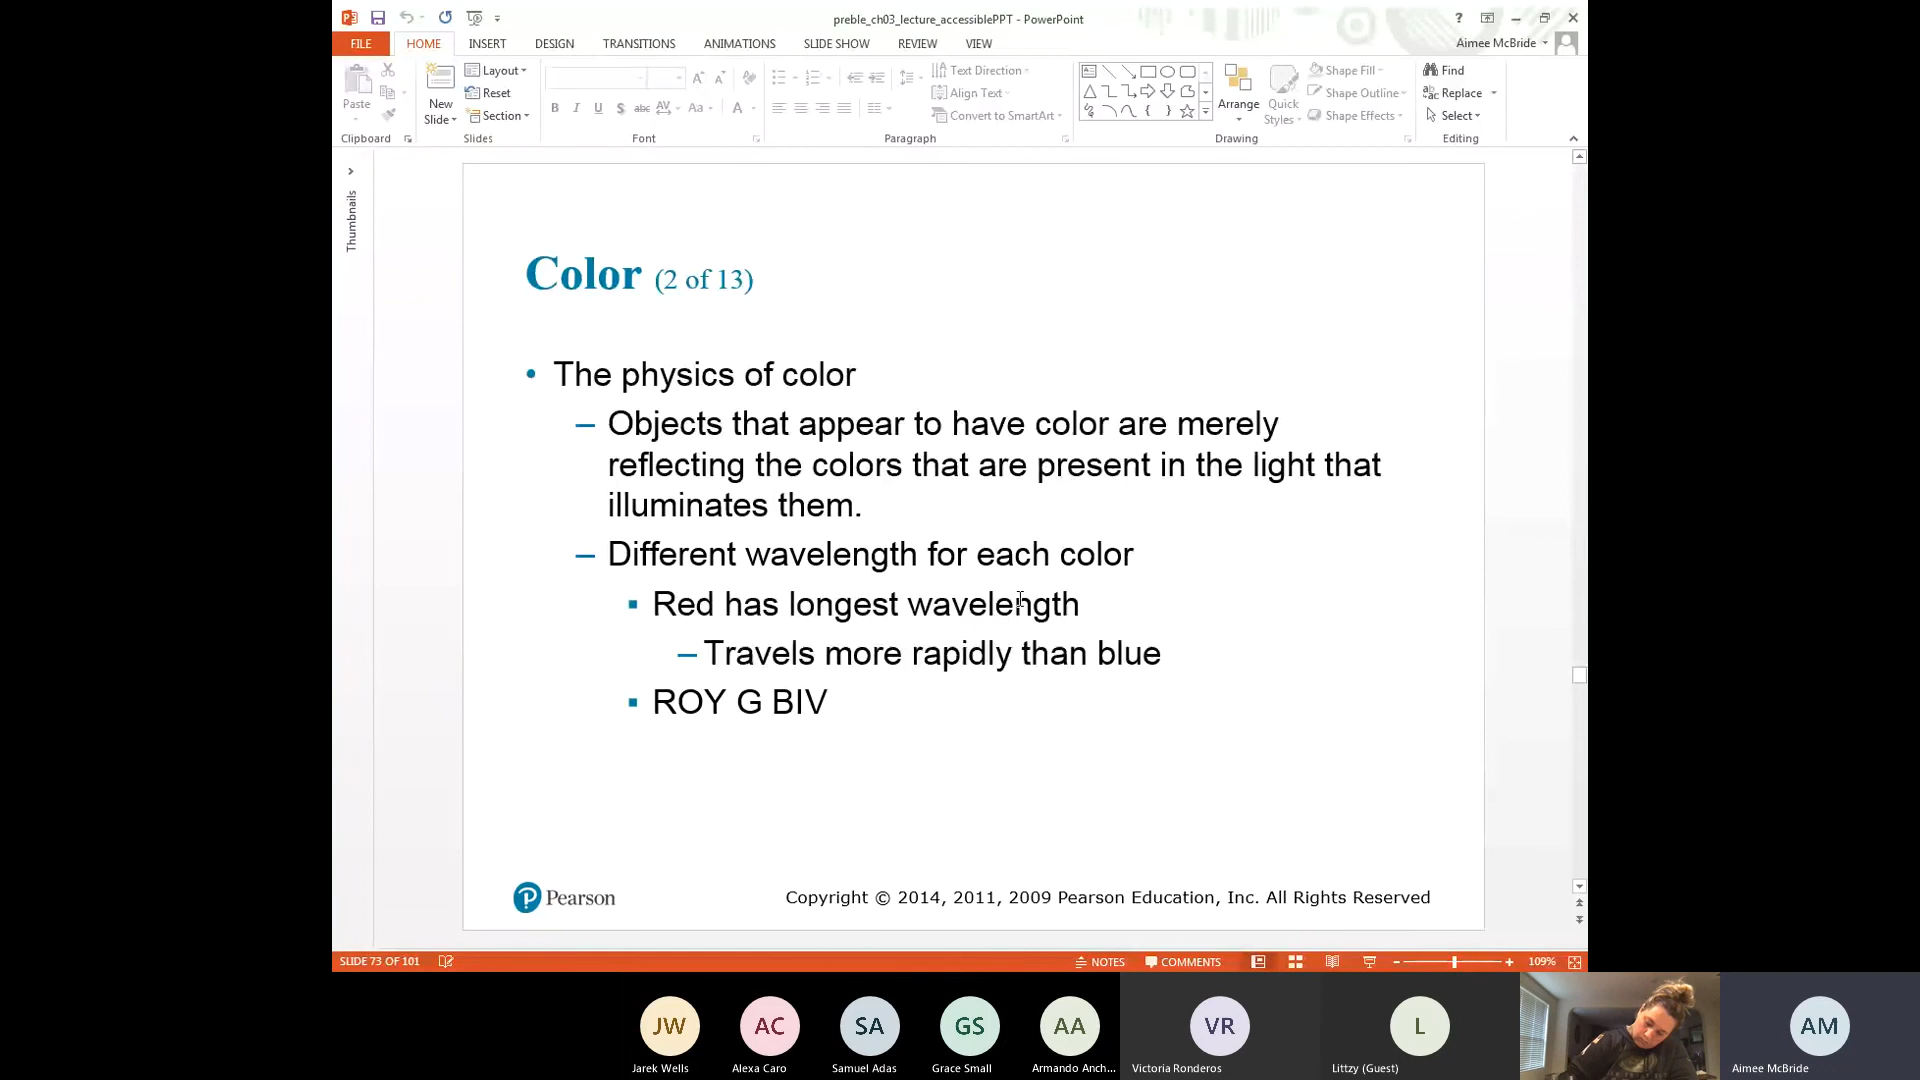 preble_ch03_lecture_accessiblePPT - PowerPoint
?
FILE HOME INSERT DESIGN TRANSITIONS ANIMATIONS SLIDE SHOW REVIEW VIEW
Aimee McBride
Paste
Clipboard
New
Slide
Layout
Reset
Section
Slides
B I U S abc AV Aa A
Font
Text Direction
Align Text
Convert to SmartArt
Paragraph
Arrange
Quick
Styles
Shape Fill
Shape Outline
Shape Effects
Drawing
Find
Replace
Select
Editing
Thumbnails
Color (2 of 13)
• The physics of color
– Objects that appear to have color are merely
reflecting the colors that are present in the light that
illuminates them.
– Different wavelength for each color
▪ Red has longest wavelength
– Travels more rapidly than blue
▪ ROY G BIV
Pearson
Copyright © 2014, 2011, 2009 Pearson Education, Inc. All Rights Reserved
SLIDE 73 OF 101
NOTES COMMENTS 109%
JW AC SA GS AA VR L AM
Jarek Wells Alexa Caro Samuel Adas Grace Small Armando Anch... Victoria Ronderos Littzy (Guest) Aimee McBride